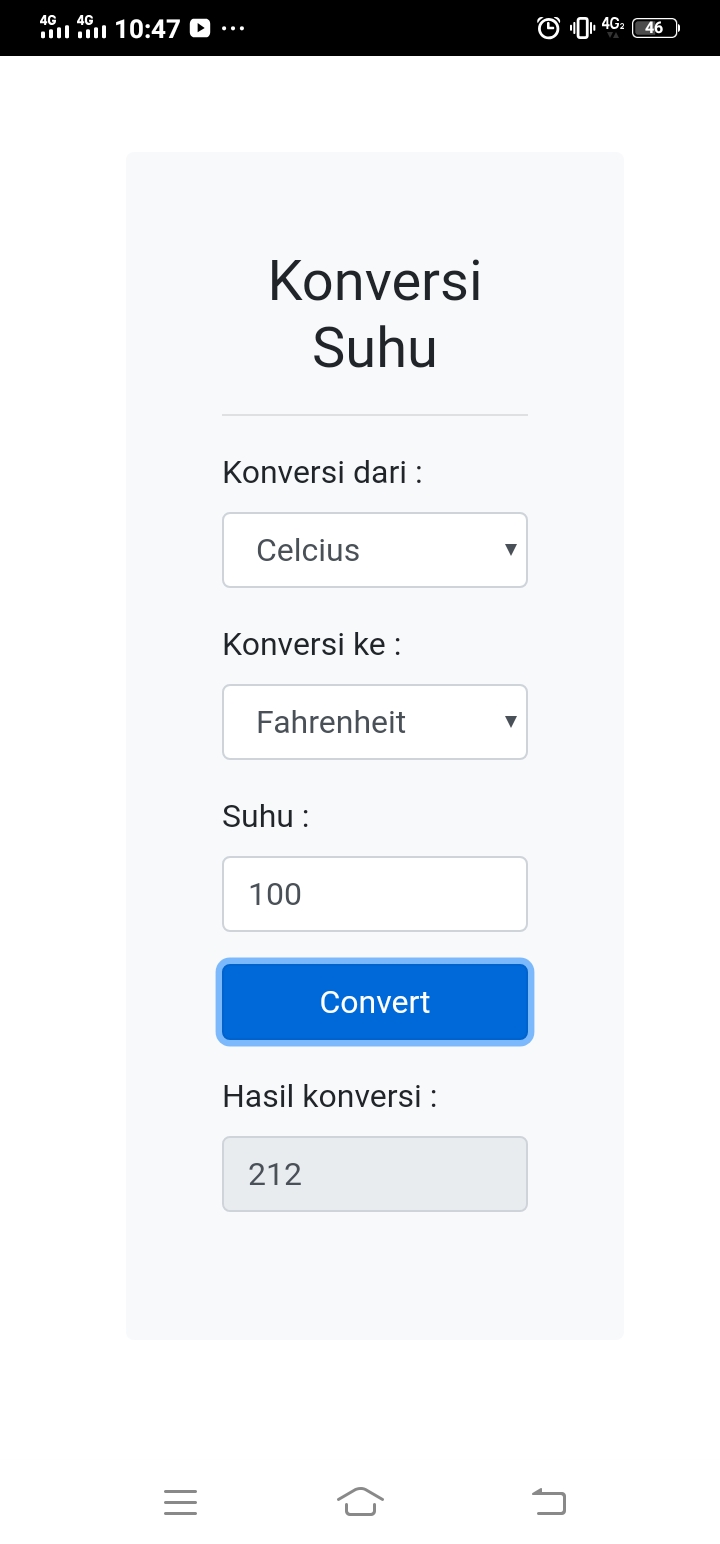 4G 4G 10:47 ... 4G2 46
Konversi
Suhu
Konversi dari :
Celcius
Konversi ke :
Fahrenheit
Suhu :
100
Convert
Hasil konversi :
212